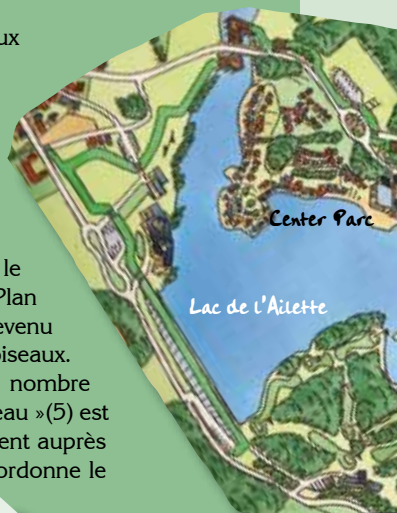 ux
le
Plan
evenu
oiseaux.
nombre
eau »(5) est
ent auprès
ordonne le
Center Parc
Lac de l'Ailette